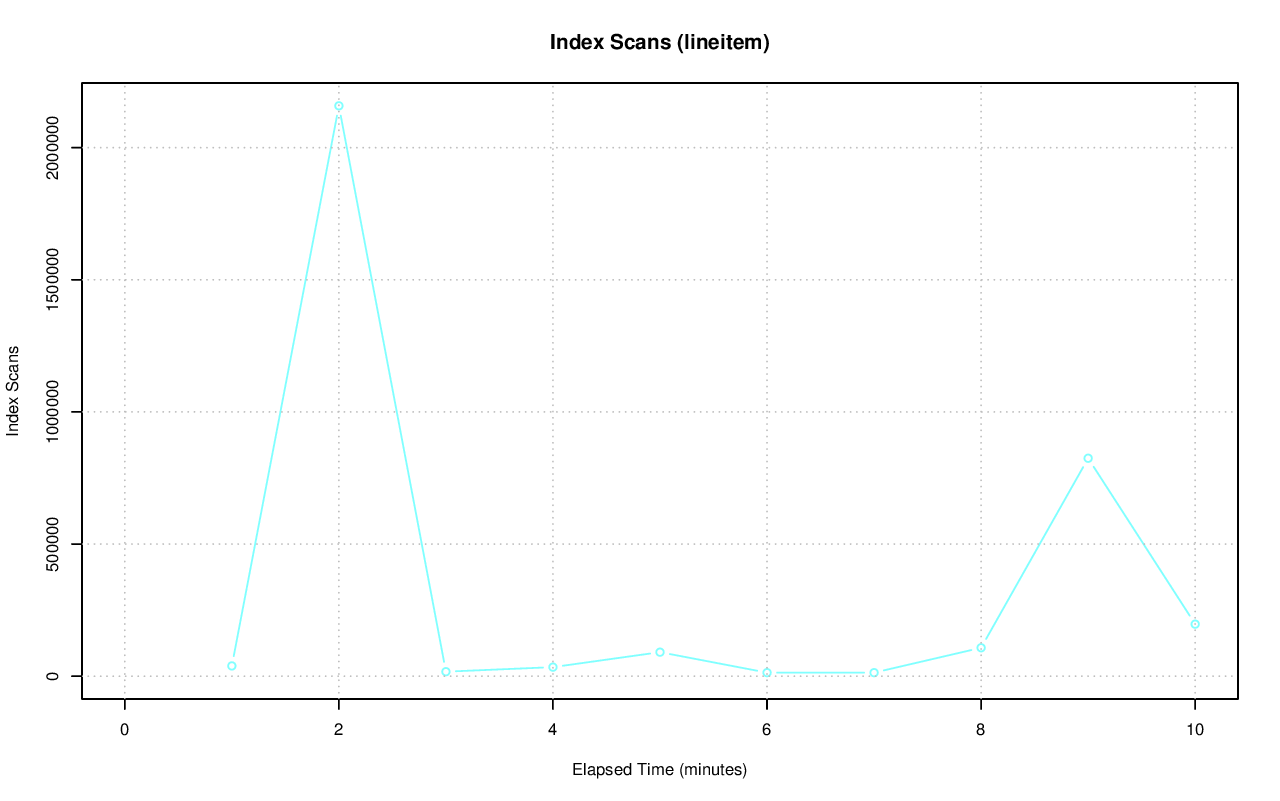 Index Scans (lineitem)
2000000
1500000
1000000
500000
0
Index Scans
0 2 4 6 8 10
Elapsed Time (minutes)